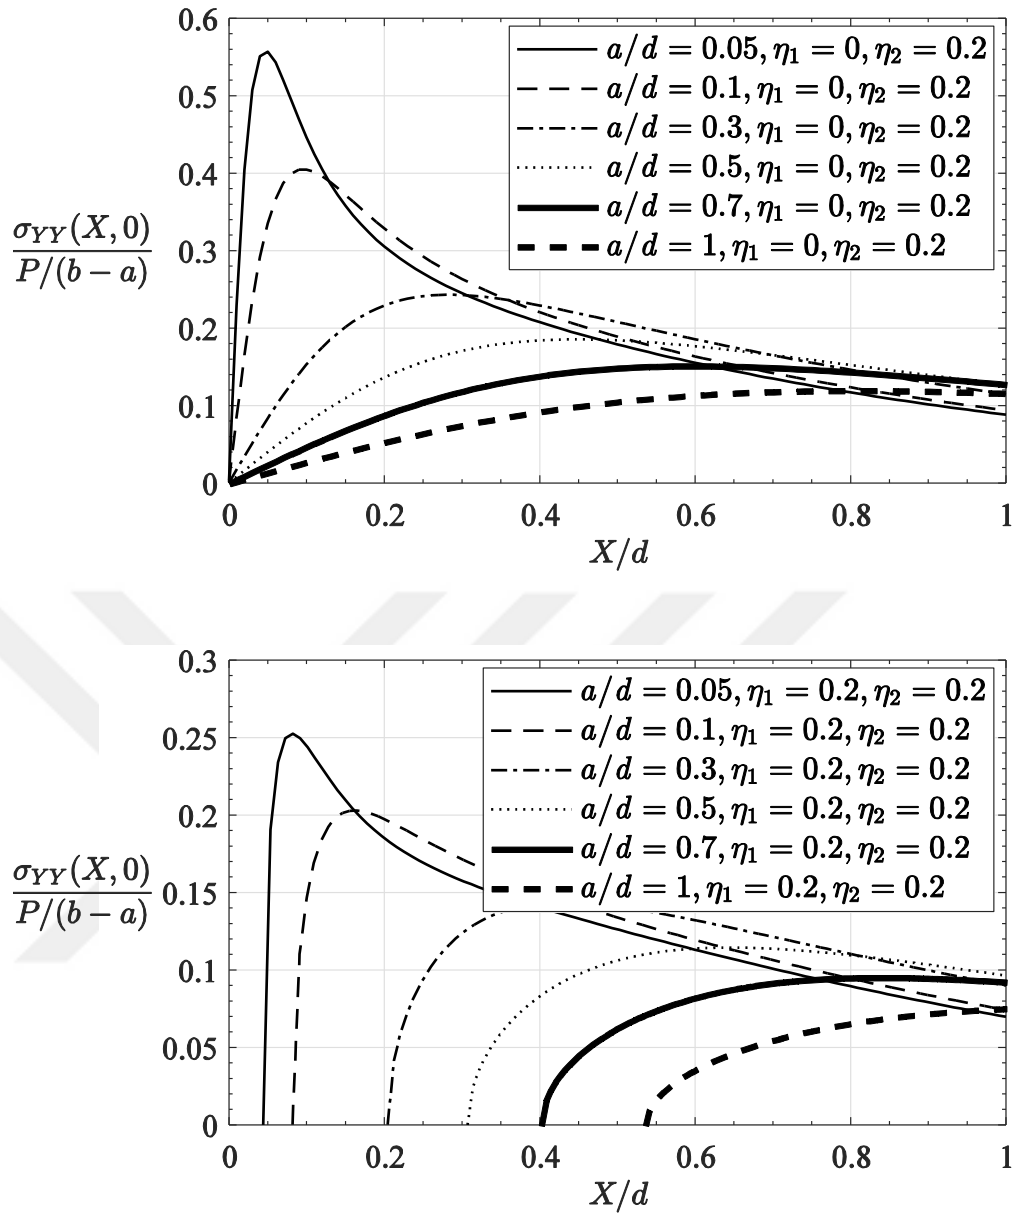 0.6
0.5
0.4
0.3
0.2
0.1
0
σ_{YY}(X, 0)
P/(b − a)
a/d = 0.05, η₁ = 0, η₂ = 0.2
a/d = 0.1, η₁ = 0, η₂ = 0.2
a/d = 0.3, η₁ = 0, η₂ = 0.2
a/d = 0.5, η₁ = 0, η₂ = 0.2
a/d = 0.7, η₁ = 0, η₂ = 0.2
a/d = 1, η₁ = 0, η₂ = 0.2
0 0.2 0.4 0.6 0.8 1
X/d
0.3
0.25
0.2
0.15
0.1
0.05
0
σ_{YY}(X, 0)
P/(b − a)
a/d = 0.05, η₁ = 0.2, η₂ = 0.2
a/d = 0.1, η₁ = 0.2, η₂ = 0.2
a/d = 0.3, η₁ = 0.2, η₂ = 0.2
a/d = 0.5, η₁ = 0.2, η₂ = 0.2
a/d = 0.7, η₁ = 0.2, η₂ = 0.2
a/d = 1, η₁ = 0.2, η₂ = 0.2
0 0.2 0.4 0.6 0.8 1
X/d